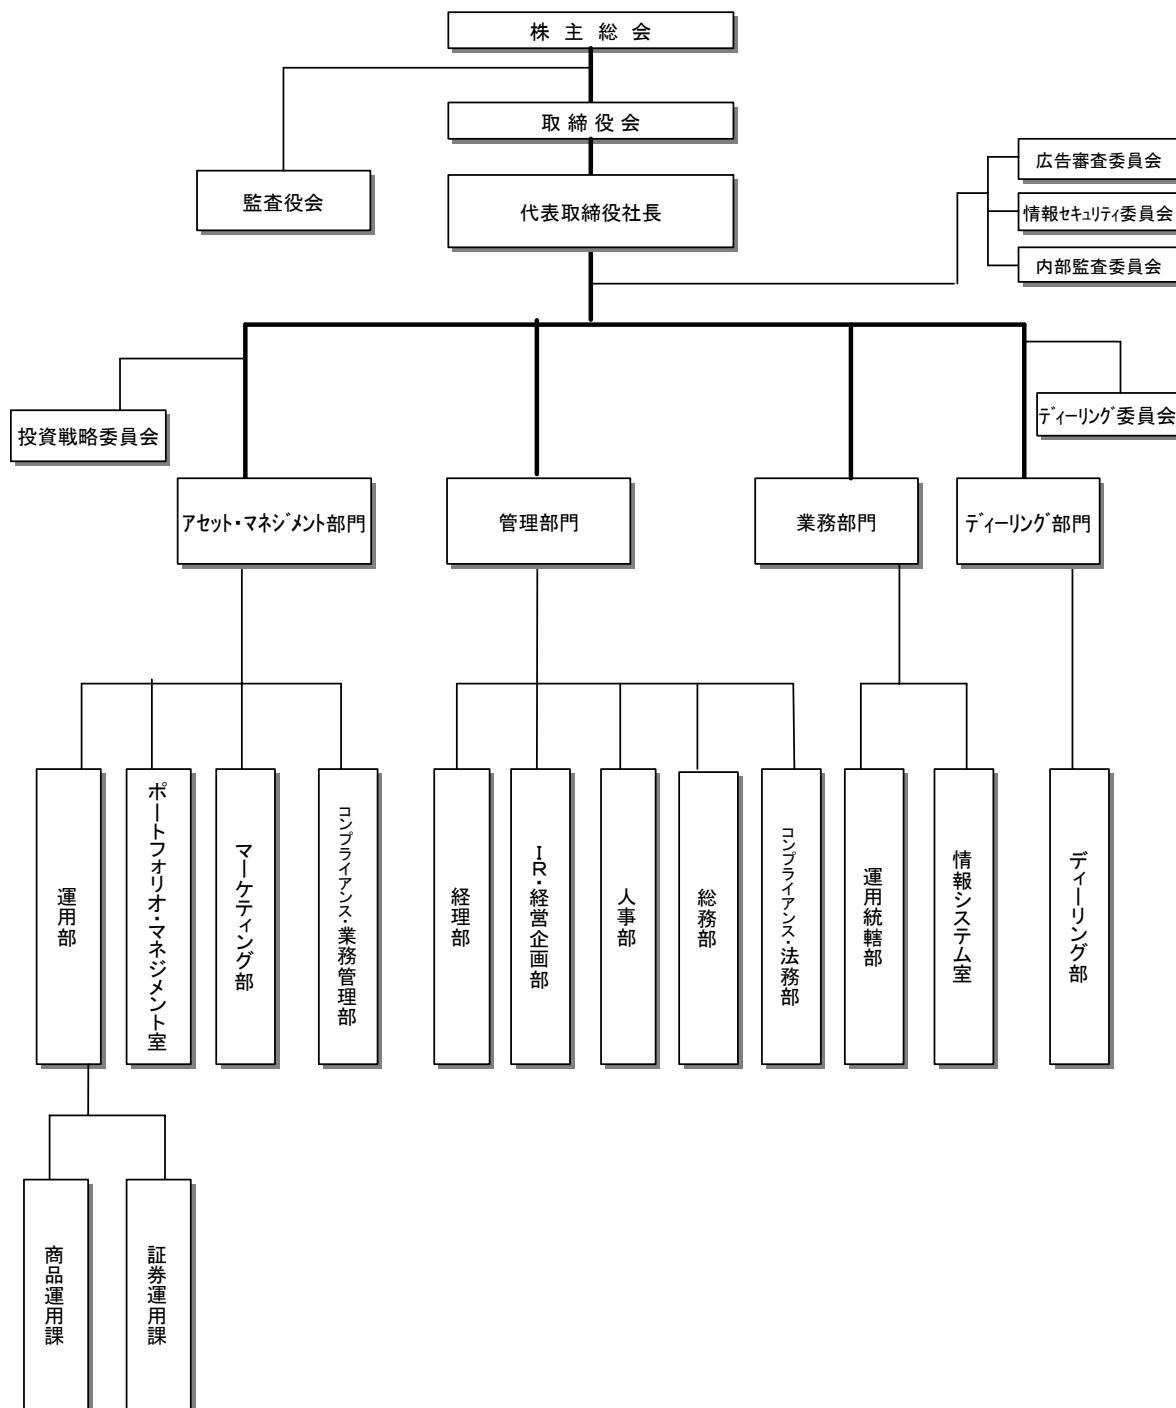 株 主 総 会
取 締 役 会
広告審査委員会
監査役会
代表取締役社長
情報セキュリティ委員会
内部監査委員会
投資戦略委員会
ディーリング委員会
アセット・マネジメント部門
管理部門
業務部門
ディーリング部門
運用部
ポートフォリオ・マネジメント室
マーケティング部
コンプライアンス・業務管理部
経理部
IR・経営企画部
人事部
総務部
コンプライアンス・法務部
運用統轄部
情報システム室
ディーリング部
商品運用課
証券運用課